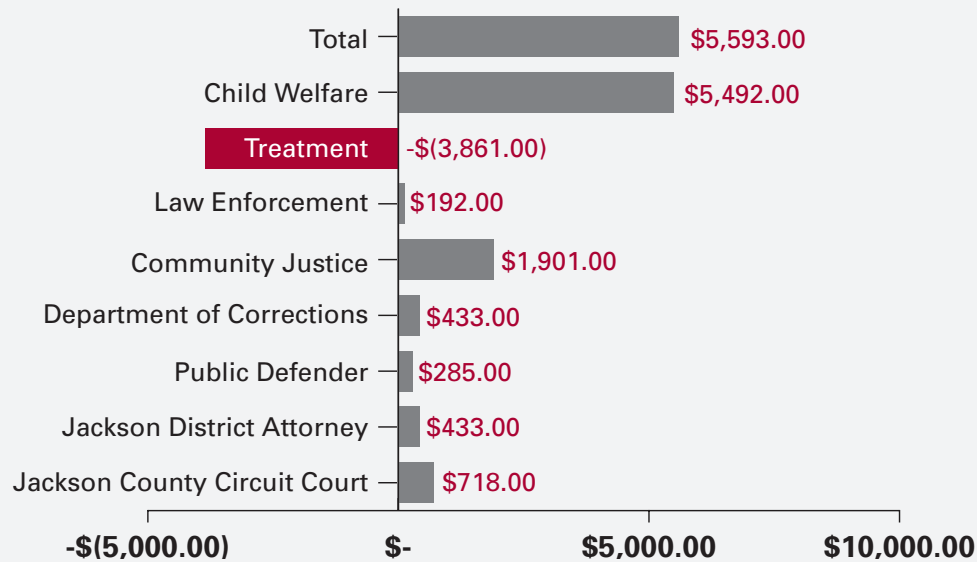 Total $5,593.00
Child Welfare $5,492.00
Treatment -$(3,861.00)
Law Enforcement $192.00
Community Justice $1,901.00
Department of Corrections $433.00
Public Defender $285.00
Jackson District Attorney $433.00
Jackson County Circuit Court $718.00
-$(5,000.00) $- $5,000.00 $10,000.00